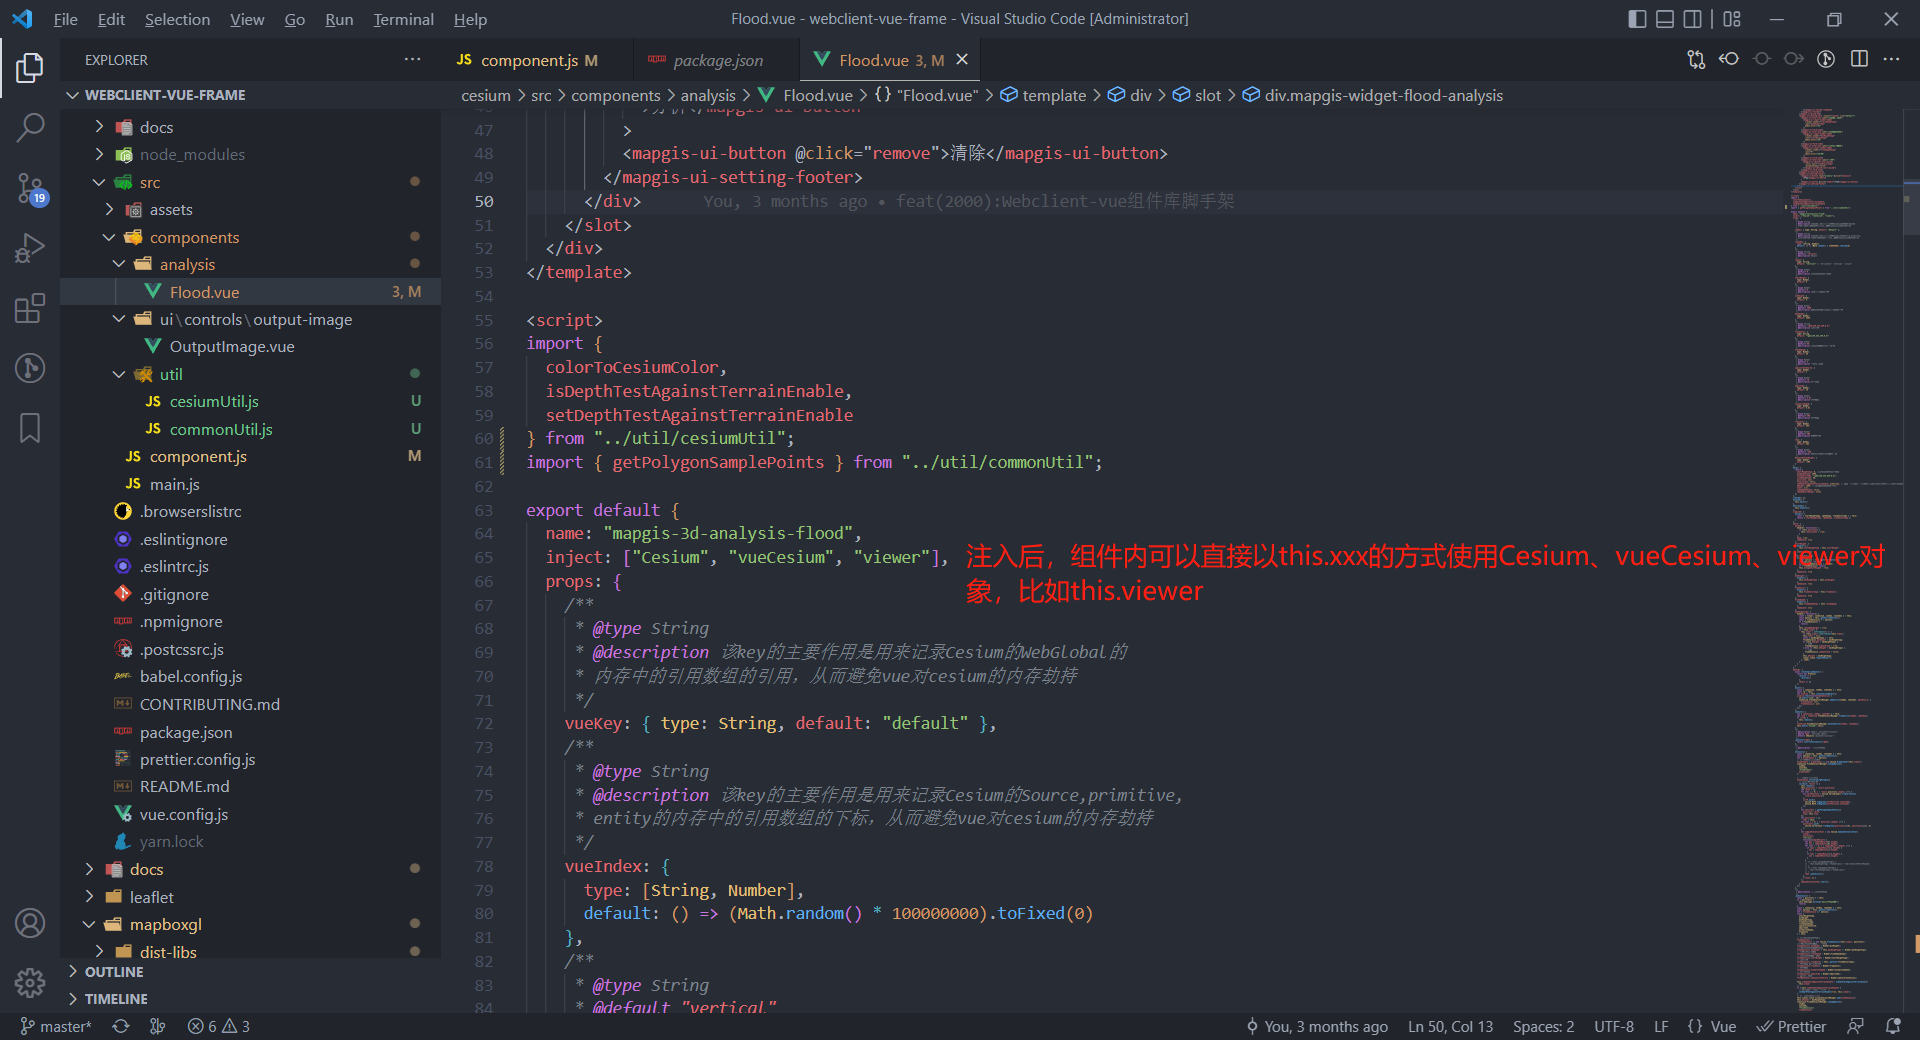 File Edit Selection View Go Run Terminal Help
Flood.vue - webclient-vue-frame - Visual Studio Code [Administrator]
EXPLORER
JS component.js M
package.json
Flood.vue 3, M
WEBCLIENT-VUE-FRAME
cesium > src > components > analysis > Flood.vue > {} "Flood.vue" > template > div > slot > div.mapgis-widget-flood-analysis
docs
node_modules
src
assets
components
analysis
Flood.vue 3, M
ui\controls\output-image
OutputImage.vue
util
JS cesiumUtil.js U
JS commonUtil.js U
JS component.js M
JS main.js
.browserslistrc
.eslintignore
.eslintrc.js
.gitignore
.npmignore
.postcssrc.js
babel.config.js
CONTRIBUTING.md
package.json
prettier.config.js
README.md
vue.config.js
yarn.lock
docs
leaflet
mapboxgl
dist-libs
OUTLINE
TIMELINE
19
47 >
48 <mapgis-ui-button @click="remove">清除</mapgis-ui-button>
49 </mapgis-ui-setting-footer>
50 </div> You, 3 months ago • feat(2000):Webclient-vue组件库脚手架
51 </slot>
52 </div>
53 </template>
54
55 <script>
56 import {
57 colorToCesiumColor,
58 isDepthTestAgainstTerrainEnable,
59 setDepthTestAgainstTerrainEnable
60 } from "../util/cesiumUtil";
61 import { getPolygonSamplePoints } from "../util/commonUtil";
62
63 export default {
64 name: "mapgis-3d-analysis-flood",
65 inject: ["Cesium", "vueCesium", "viewer"],
注入后，组件内可以直接以this.xxx的方式使用Cesium、vueCesium、viewer对
象，比如this.viewer
66 props: {
67 /**
68 * @type String
69 * @description 该key的主要作用是用来记录Cesium的WebGlobal的
70 * 内存中的引用数组的引用，从而避免vue对cesium的内存劫持
71 */
72 vueKey: { type: String, default: "default" },
73 /**
74 * @type String
75 * @description 该key的主要作用是用来记录Cesium的Source,primitive,
76 * entity的内存中的引用数组的下标，从而避免vue对cesium的内存劫持
77 */
78 vueIndex: {
79 type: [String, Number],
80 default: () => (Math.random() * 100000000).toFixed(0)
81 },
82 /**
83 * @type String
84 * @default "vertical"
master* 6 3
You, 3 months ago Ln 50, Col 13 Spaces: 2 UTF-8 LF {} Vue Prettier